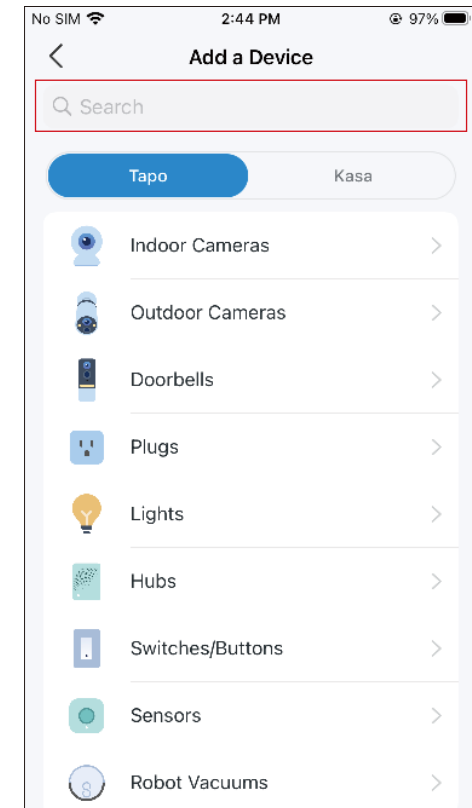 No SIM 2:44 PM 97%
Add a Device
Search
Tapo Kasa
Indoor Cameras
Outdoor Cameras
Doorbells
Plugs
Lights
Hubs
Switches/Buttons
Sensors
Robot Vacuums